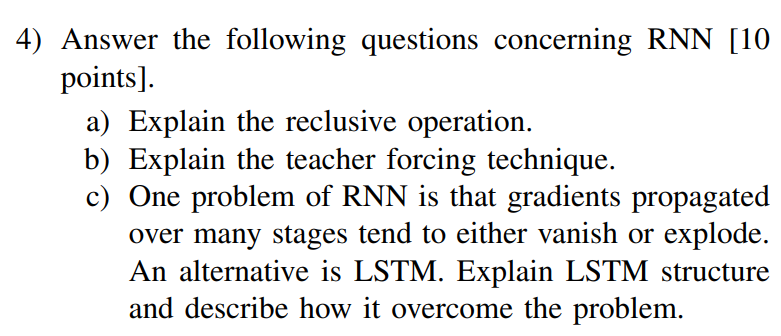 4) Answer the following questions concerning RNN [10
points].
a) Explain the reclusive operation.
b) Explain the teacher forcing technique.
c) One problem of RNN is that gradients propagated
over many stages tend to either vanish or explode.
An alternative is LSTM. Explain LSTM structure
and describe how it overcome the problem.